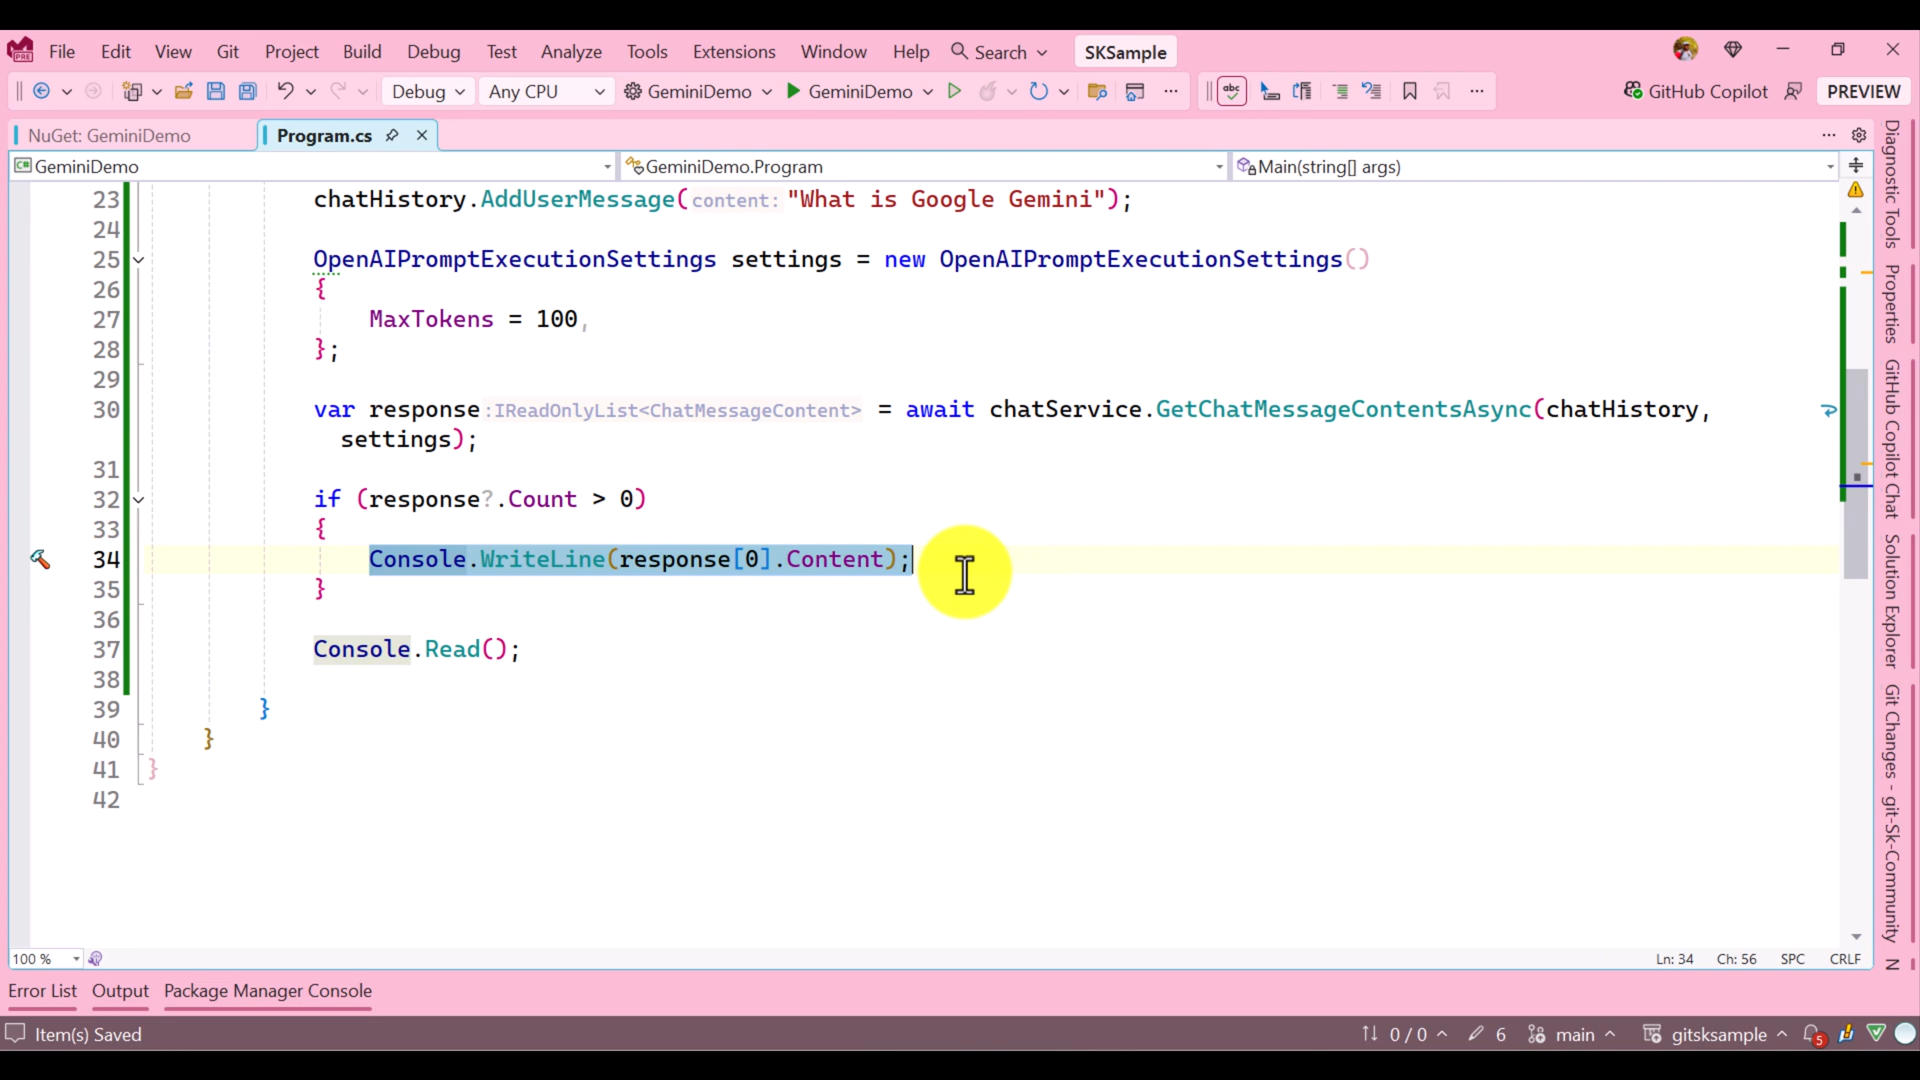 PRE File Edit View Git Project Build Debug Test Analyze Tools Extensions Window Help Search SKSample
Debug Any CPU GeminiDemo GeminiDemo abc GitHub Copilot PREVIEW
NuGet: GeminiDemo Program.cs
C# GeminiDemo GeminiDemo.Program Main(string[] args)
23 chatHistory.AddUserMessage(content: "What is Google Gemini");
24
25 OpenAIPromptExecutionSettings settings = new OpenAIPromptExecutionSettings()
26 {
27 MaxTokens = 100,
28 };
29
30 var response :IReadOnlyList<ChatMessageContent> = await chatService.GetChatMessageContentsAsync(chatHistory,
settings);
31
32 if (response?.Count > 0)
33 {
34 Console.WriteLine(response[0].Content);
35 }
36
37 Console.Read();
38
39 }
40 }
41 }
42
100 % Ln: 34 Ch: 56 SPC CRLF
Error List Output Package Manager Console
Item(s) Saved 0 / 0 6 main gitsksample 5
Diagnostic Tools
Properties
GitHub Copilot Chat
Solution Explorer
Git Changes - git-Sk-Community
N